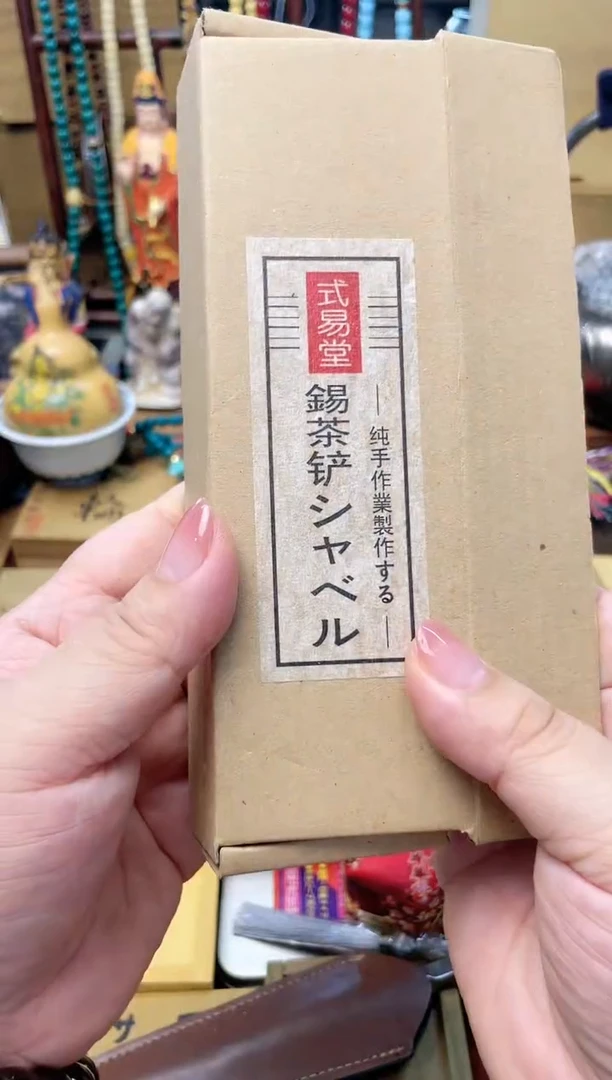 式易堂
纯手作業製作する
錫茶铲シャベル